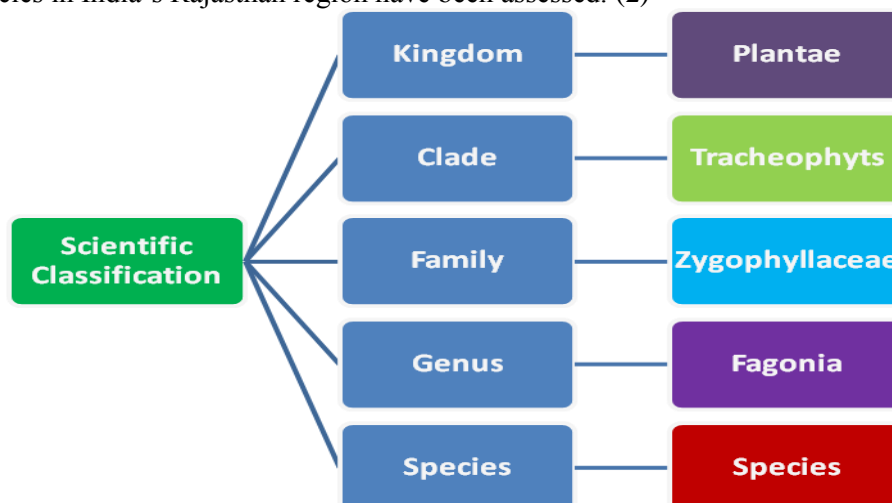 cies in India's Rajasthan region have been assessed. (2)
Kingdom
Plantae
Clade
Tracheophyts
Scientific
Classification
Family
Zygophyllaceae
Genus
Fagonia
Species
Species